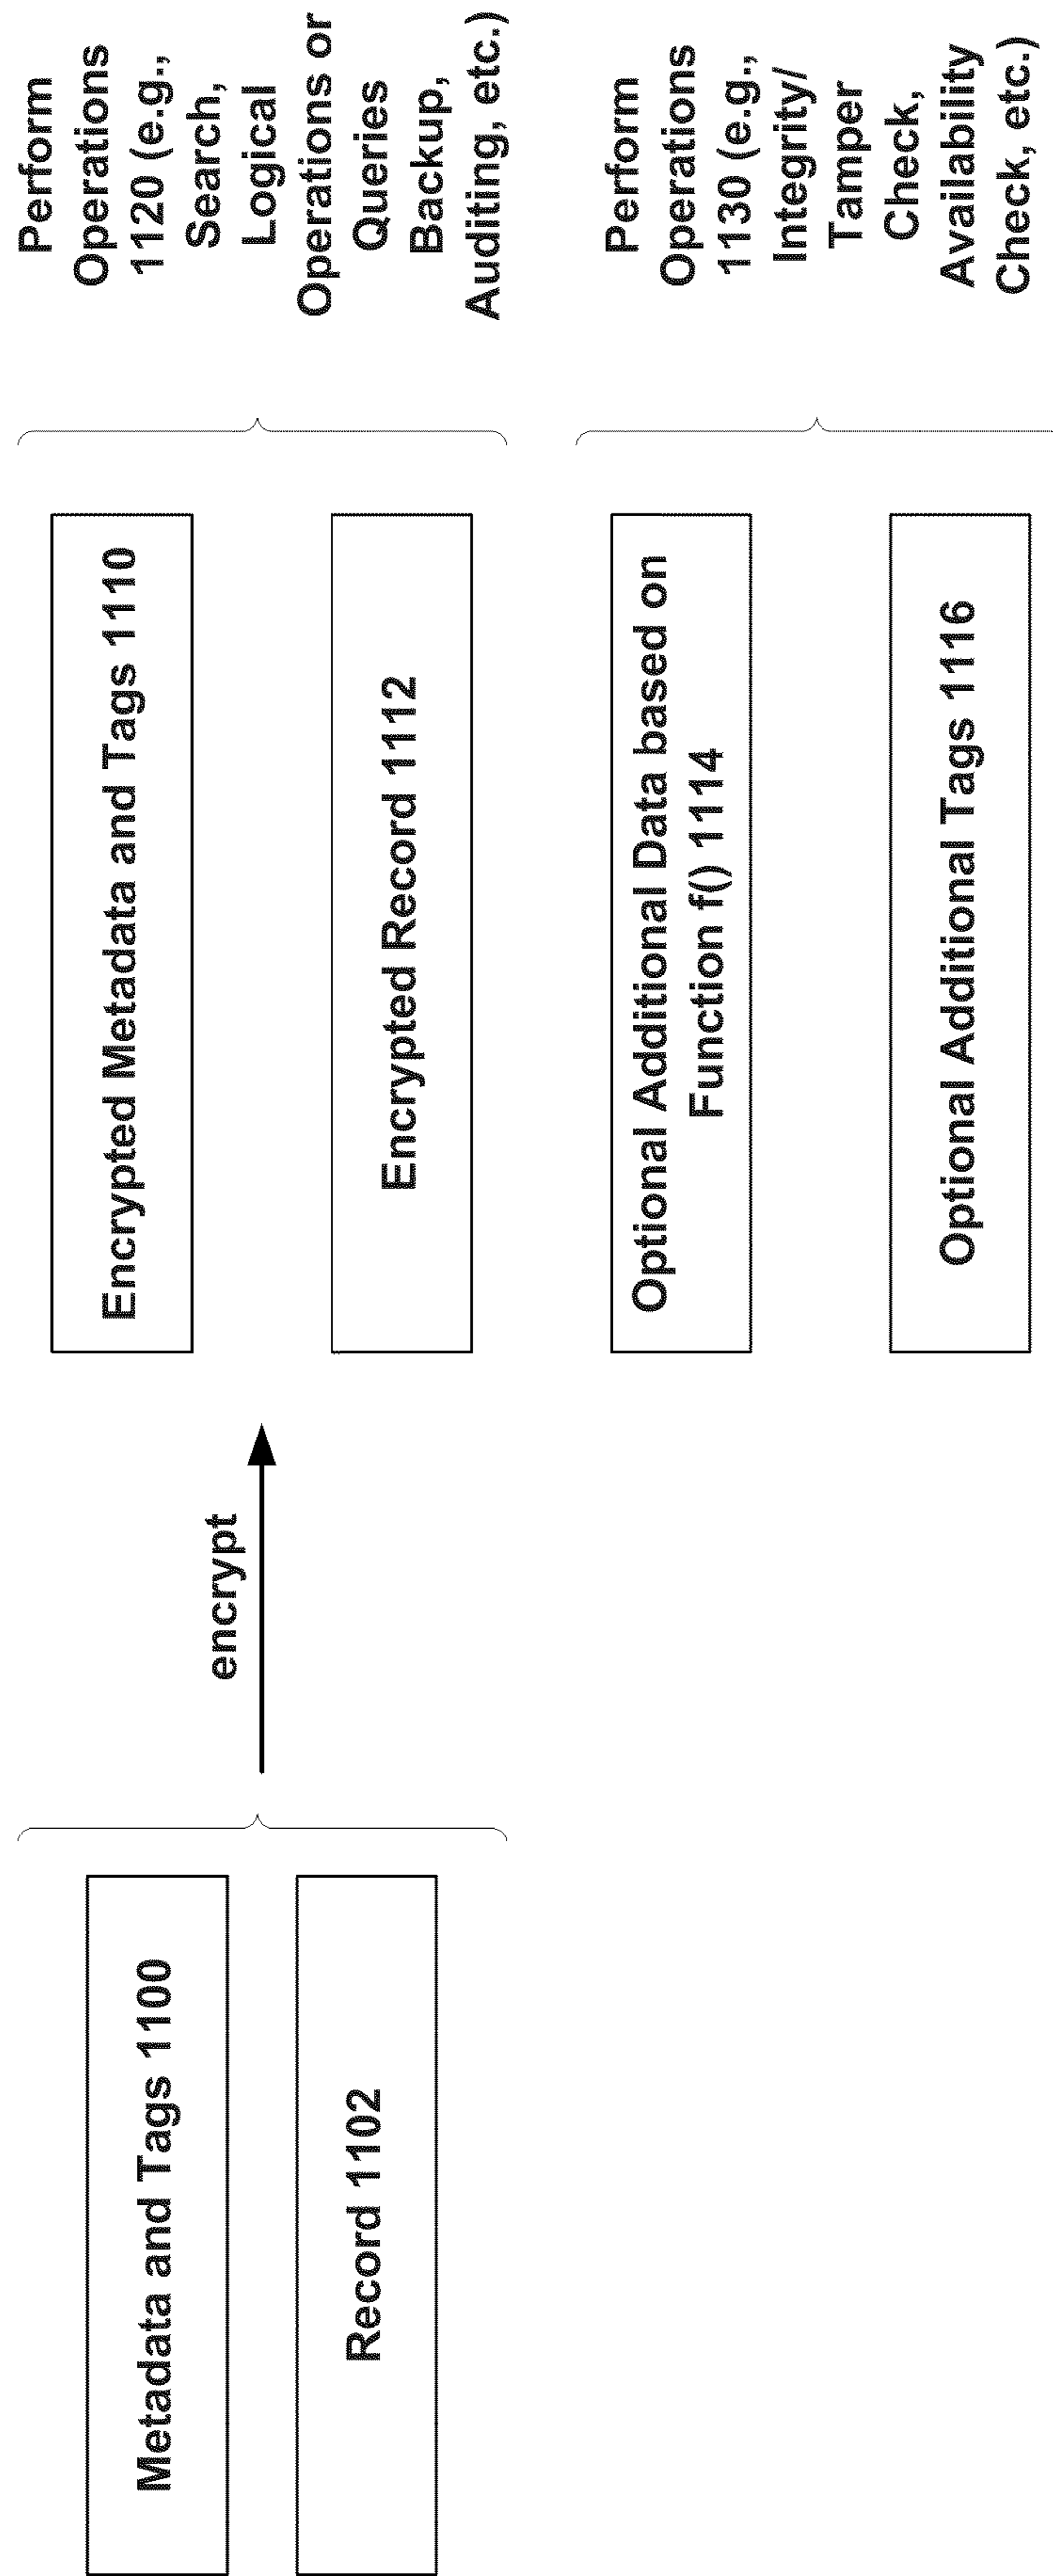 Metadata and Tags 1100
Record 1102
encrypt
Encrypted Metadata and Tags 1110
Encrypted Record 1112
Optional Additional Data based on
Function f() 1114
Optional Additional Tags 1116
Perform
Operations
1120 (e.g.,
Search,
Logical
Operations or
Queries
Backup,
Auditing, etc.)
Perform
Operations
1130 (e.g.,
Integrity/
Tamper
Check,
Availability
Check, etc.)